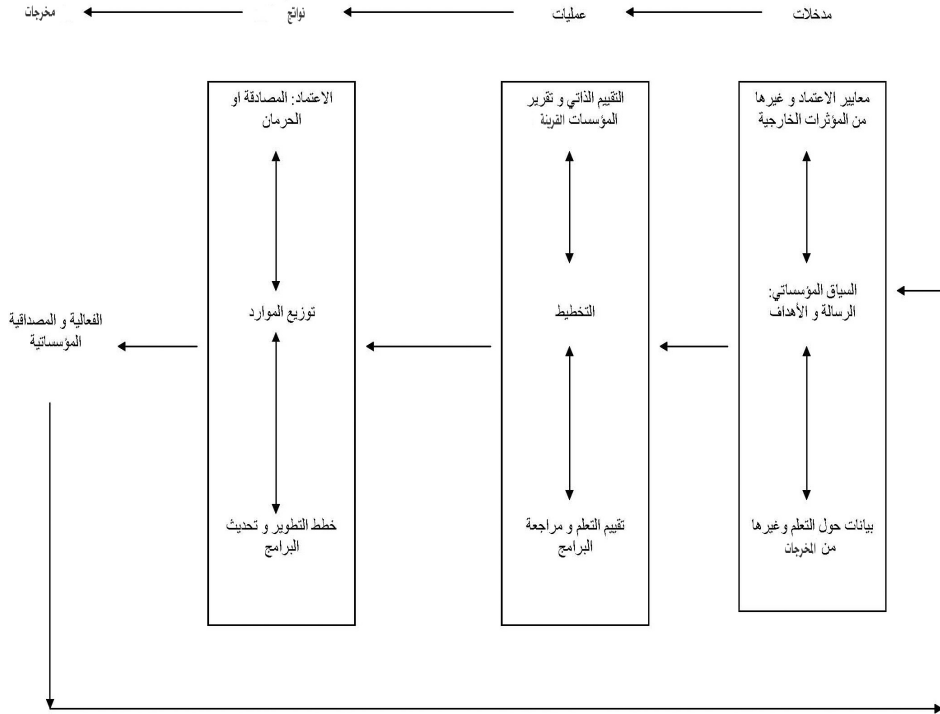 مدخلات
عمليات
نواتج
مخرجات
معايير الاعتماد و غيرها
من المؤثرات الخارجية
السياق المؤسساتي:
الرسالة و الأهداف
بيانات حول التعلم وغيرها
من المخرجات
التقييم الذاتي و تقرير
المؤسسات القرينة
التخطيط
تقييم التعلم و مراجعة
البرامج
الاعتماد: المصادقة او
الحرمان
توزيع الموارد
خطط التطوير و تحديث
البرامج
الفعالية و المصداقية
المؤسساتية